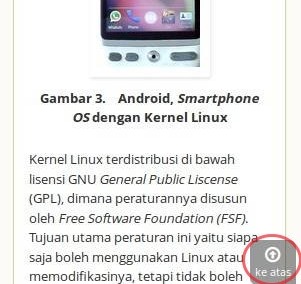 Gambar 3. Android, Smartphone
OS dengan Kernel Linux
Kernel Linux terdistribusi di bawah
lisensi GNU General Public Liscense
(GPL), dimana peraturannya disusun
oleh Free Software Foundation (FSF).
Tujuan utama peraturan ini yaitu siapa
saja boleh menggunakan Linux atau
memodifikasinya, tetapi tidak boleh
ke atas